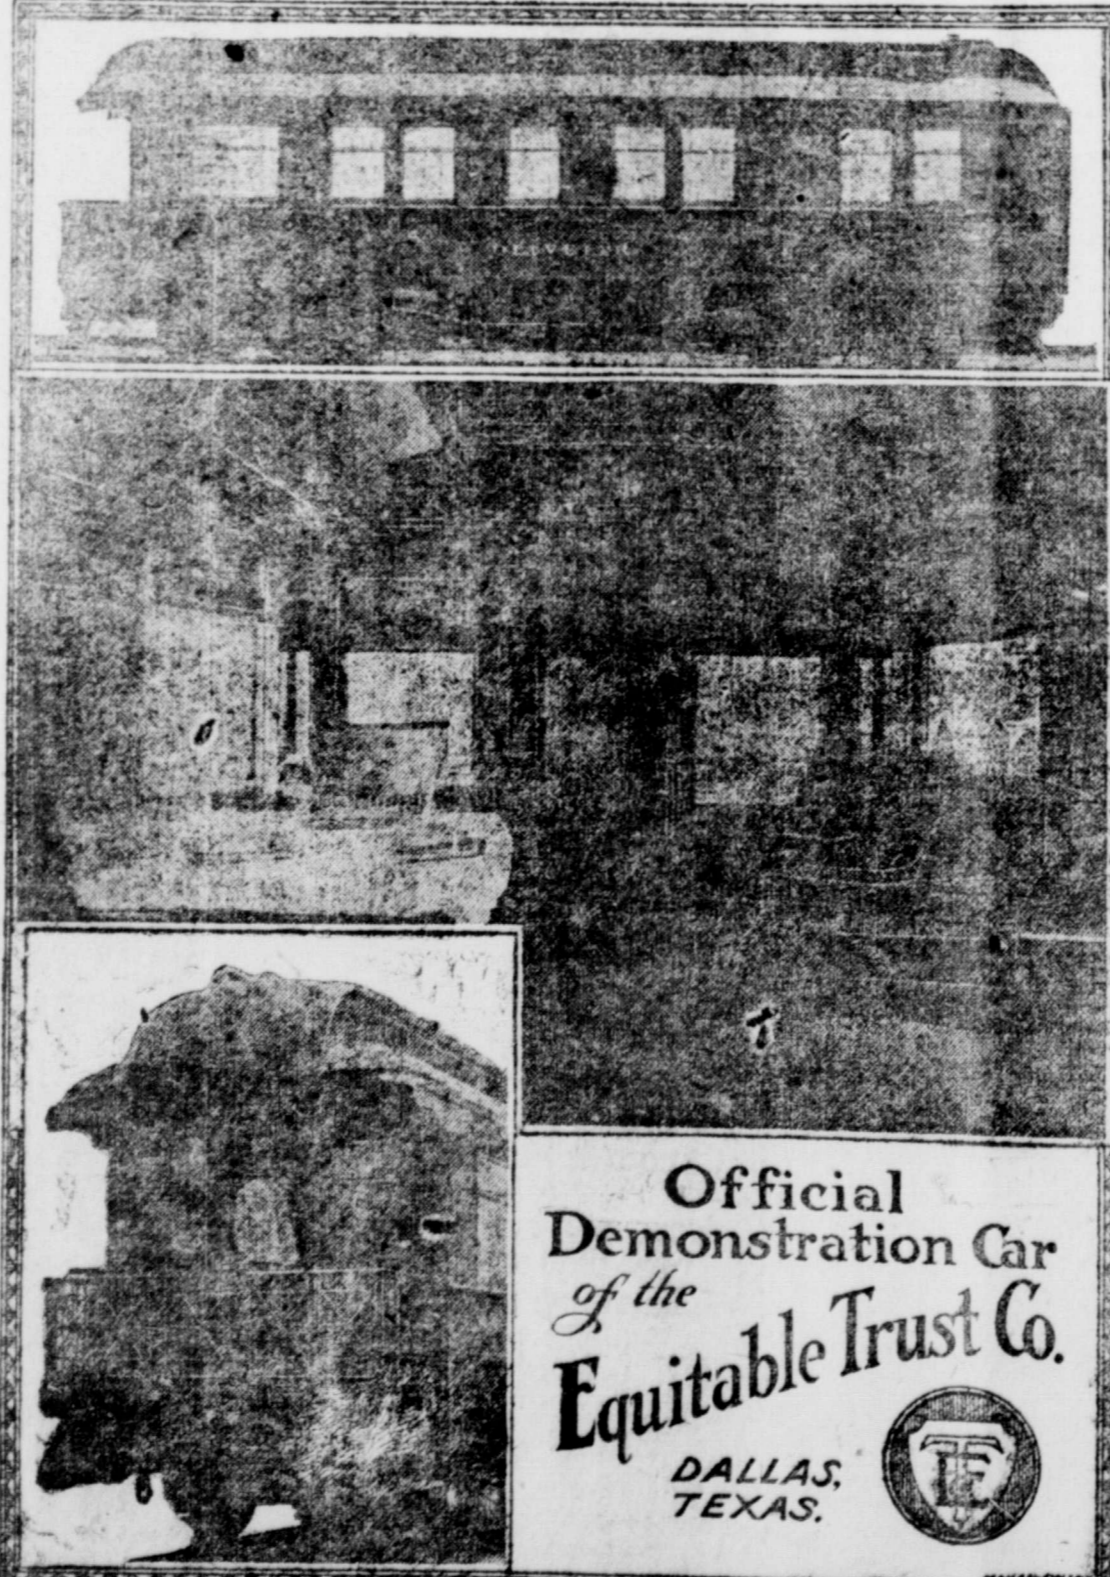 Official
Demonstration Car
of the
Equitable Trust Co.
DALLAS,
TEXAS.